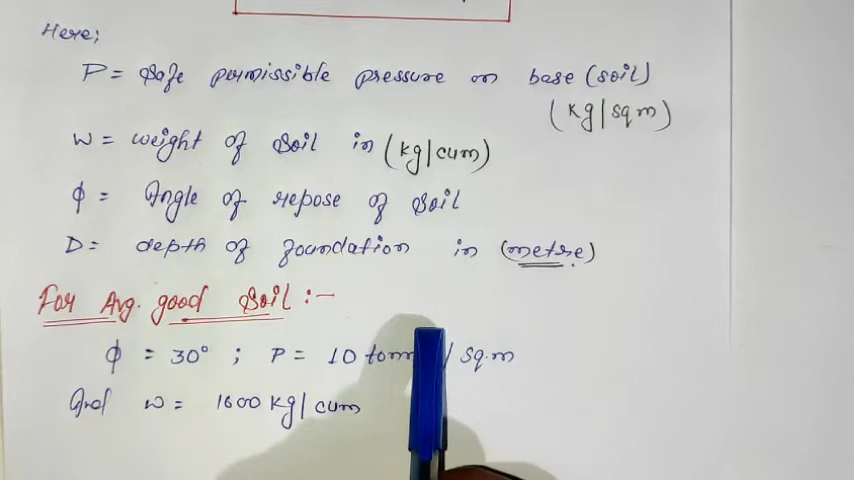 Here;
P = Safe permissible pressure on base (soil)
(kg/sqm)
W = weight of Soil in (kg/cum)
ϕ = Angle of repose of Soil
D = depth of foundation in (metre).
For Avg. good Soil :-
ϕ = 30° ; P = 10 / sq.m
And W = 1600 kg/cum